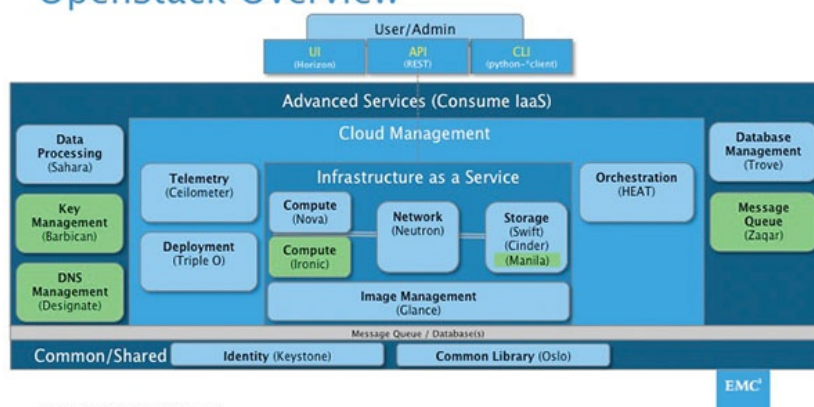 OpenStack Overview
User/Admin
UI
(Horizon)
API
(REST)
CLI
(python-*client)
Advanced Services (Consume IaaS)
Cloud Management
Infrastructure as a Service
Data
Processing
(Sahara)
Key
Management
(Barbican)
DNS
Management
(Designate)
Telemetry
(Ceilometer)
Deployment
(Triple O)
Compute
(Nova)
Compute
(Ironic)
Network
(Neutron)
Storage
(Swift)
(Cinder)
(Manila)
Image Management
(Glance)
Orchestration
(HEAT)
Database
Management
(Trove)
Message
Queue
(Zaqar)
Message Queue / Database(s)
Common/Shared
Identity (Keystone)
Common Library (Oslo)
EMC²